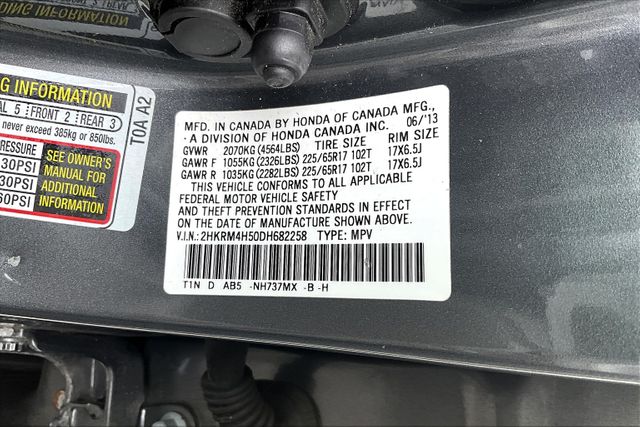 DING INFORMATION
T0A A2
G INFORMATION
AL 5 FRONT 2 REAR 3
never exceed 385kg or 850lbs.
PRESSURE
30PSI
30PSI
60PSI
SEE OWNER'S
MANUAL FOR
ADDITIONAL
INFORMATION
MFD. IN CANADA BY HONDA OF CANADA MFG.,
- A DIVISION OF HONDA CANADA INC. 06/'13
GVWR 2070KG (4564LBS) TIRE SIZE RIM SIZE
GAWR F 1055KG (2326LBS) 225/65R17 102T 17X6.5J
GAWR R 1035KG (2282LBS) 225/65R17 102T 17X6.5J
THIS VEHICLE CONFORMS TO ALL APPLICABLE
FEDERAL MOTOR VEHICLE SAFETY
AND THEFT PREVENTION STANDARDS IN EFFECT
ON THE DATE OF MANUFACTURE SHOWN ABOVE.
V.I.N.: 2HKRM4H50DH682258 TYPE: MPV
T1N D AB5 -NH737MX -B -H